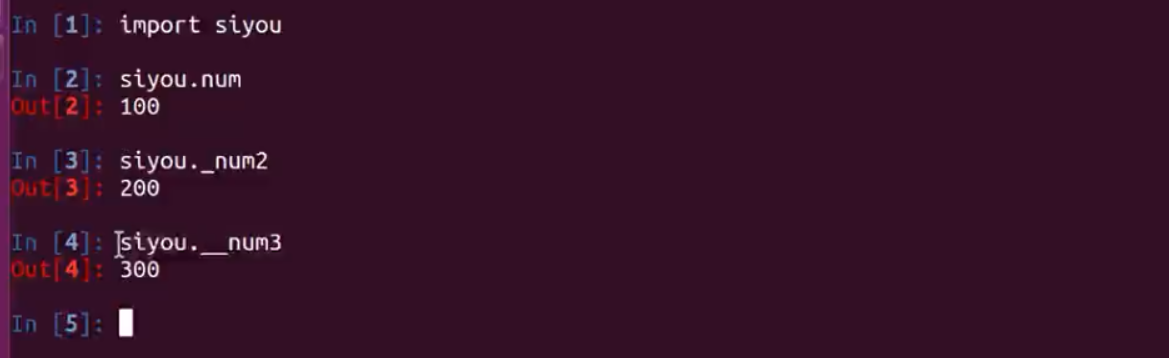 In [1]: import siyou
In [2]: siyou.num
Out[2]: 100
In [3]: siyou._num2
Out[3]: 200
In [4]: siyou.__num3
Out[4]: 300
In [5]: